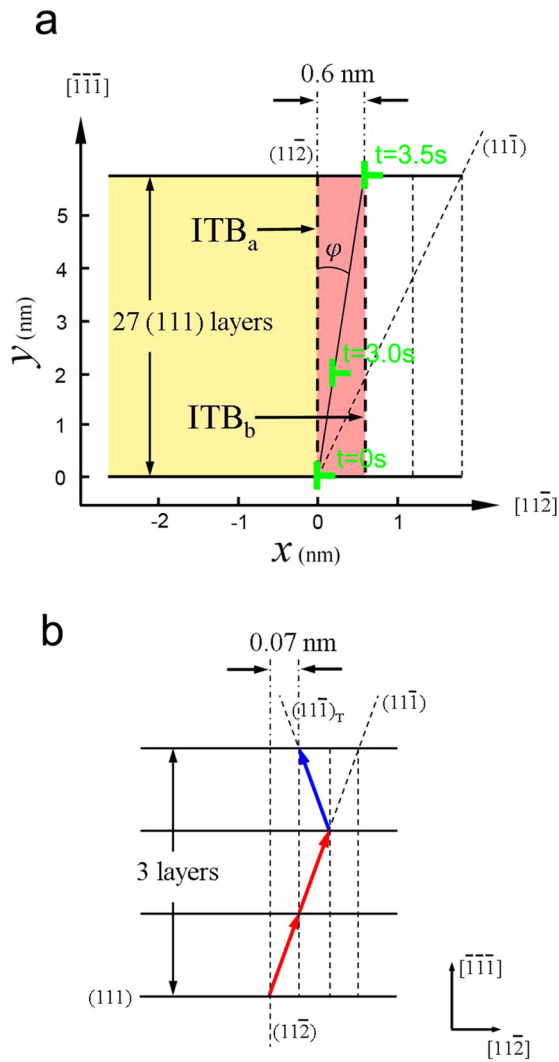 a
0.6 nm
[1̅1̅1̅]
(112̅)
t=3.5s
(111̅)
5
ITBₐ
4
φ
27 (111) layers
3
y (nm)
t=3.0s
2
ITB_b
1
t=0s
0
-2 -1 0 1
[112̅]
x (nm)
b
0.07 nm
(111̅)_T
(111̅)
3 layers
[1̅1̅1̅]
(111)
(112̅)
[112̅]